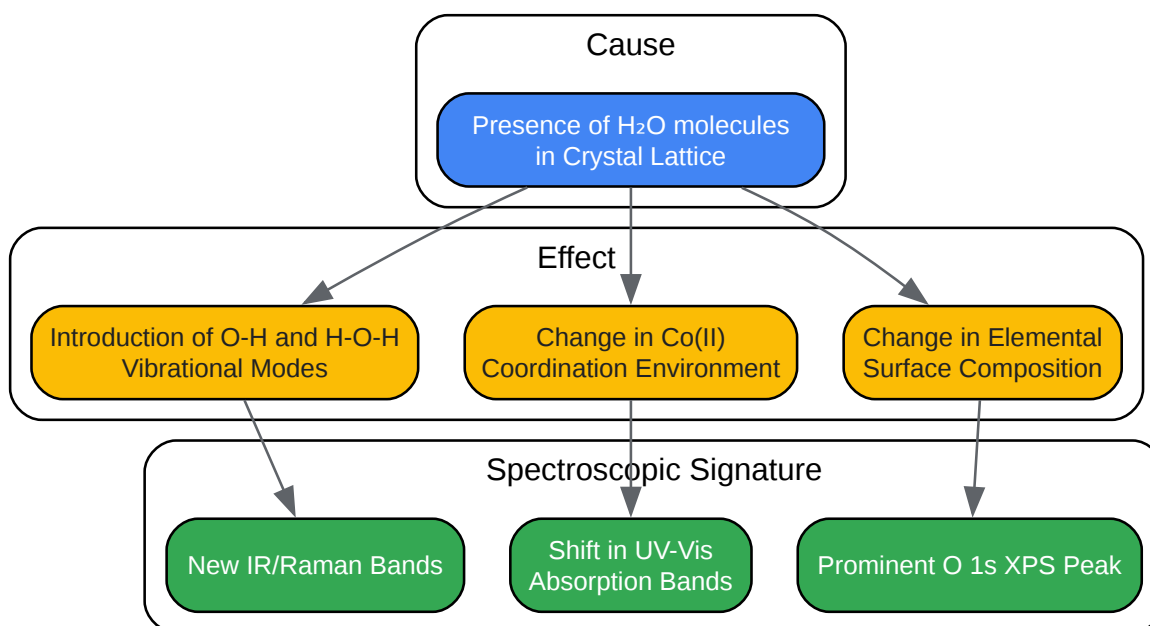 Cause
Presence of H₂O molecules
in Crystal Lattice
Effect
Introduction of O-H and H-O-H
Vibrational Modes
Change in Co(II)
Coordination Environment
Change in Elemental
Surface Composition
Spectroscopic Signature
New IR/Raman Bands
Shift in UV-Vis
Absorption Bands
Prominent O 1s XPS Peak